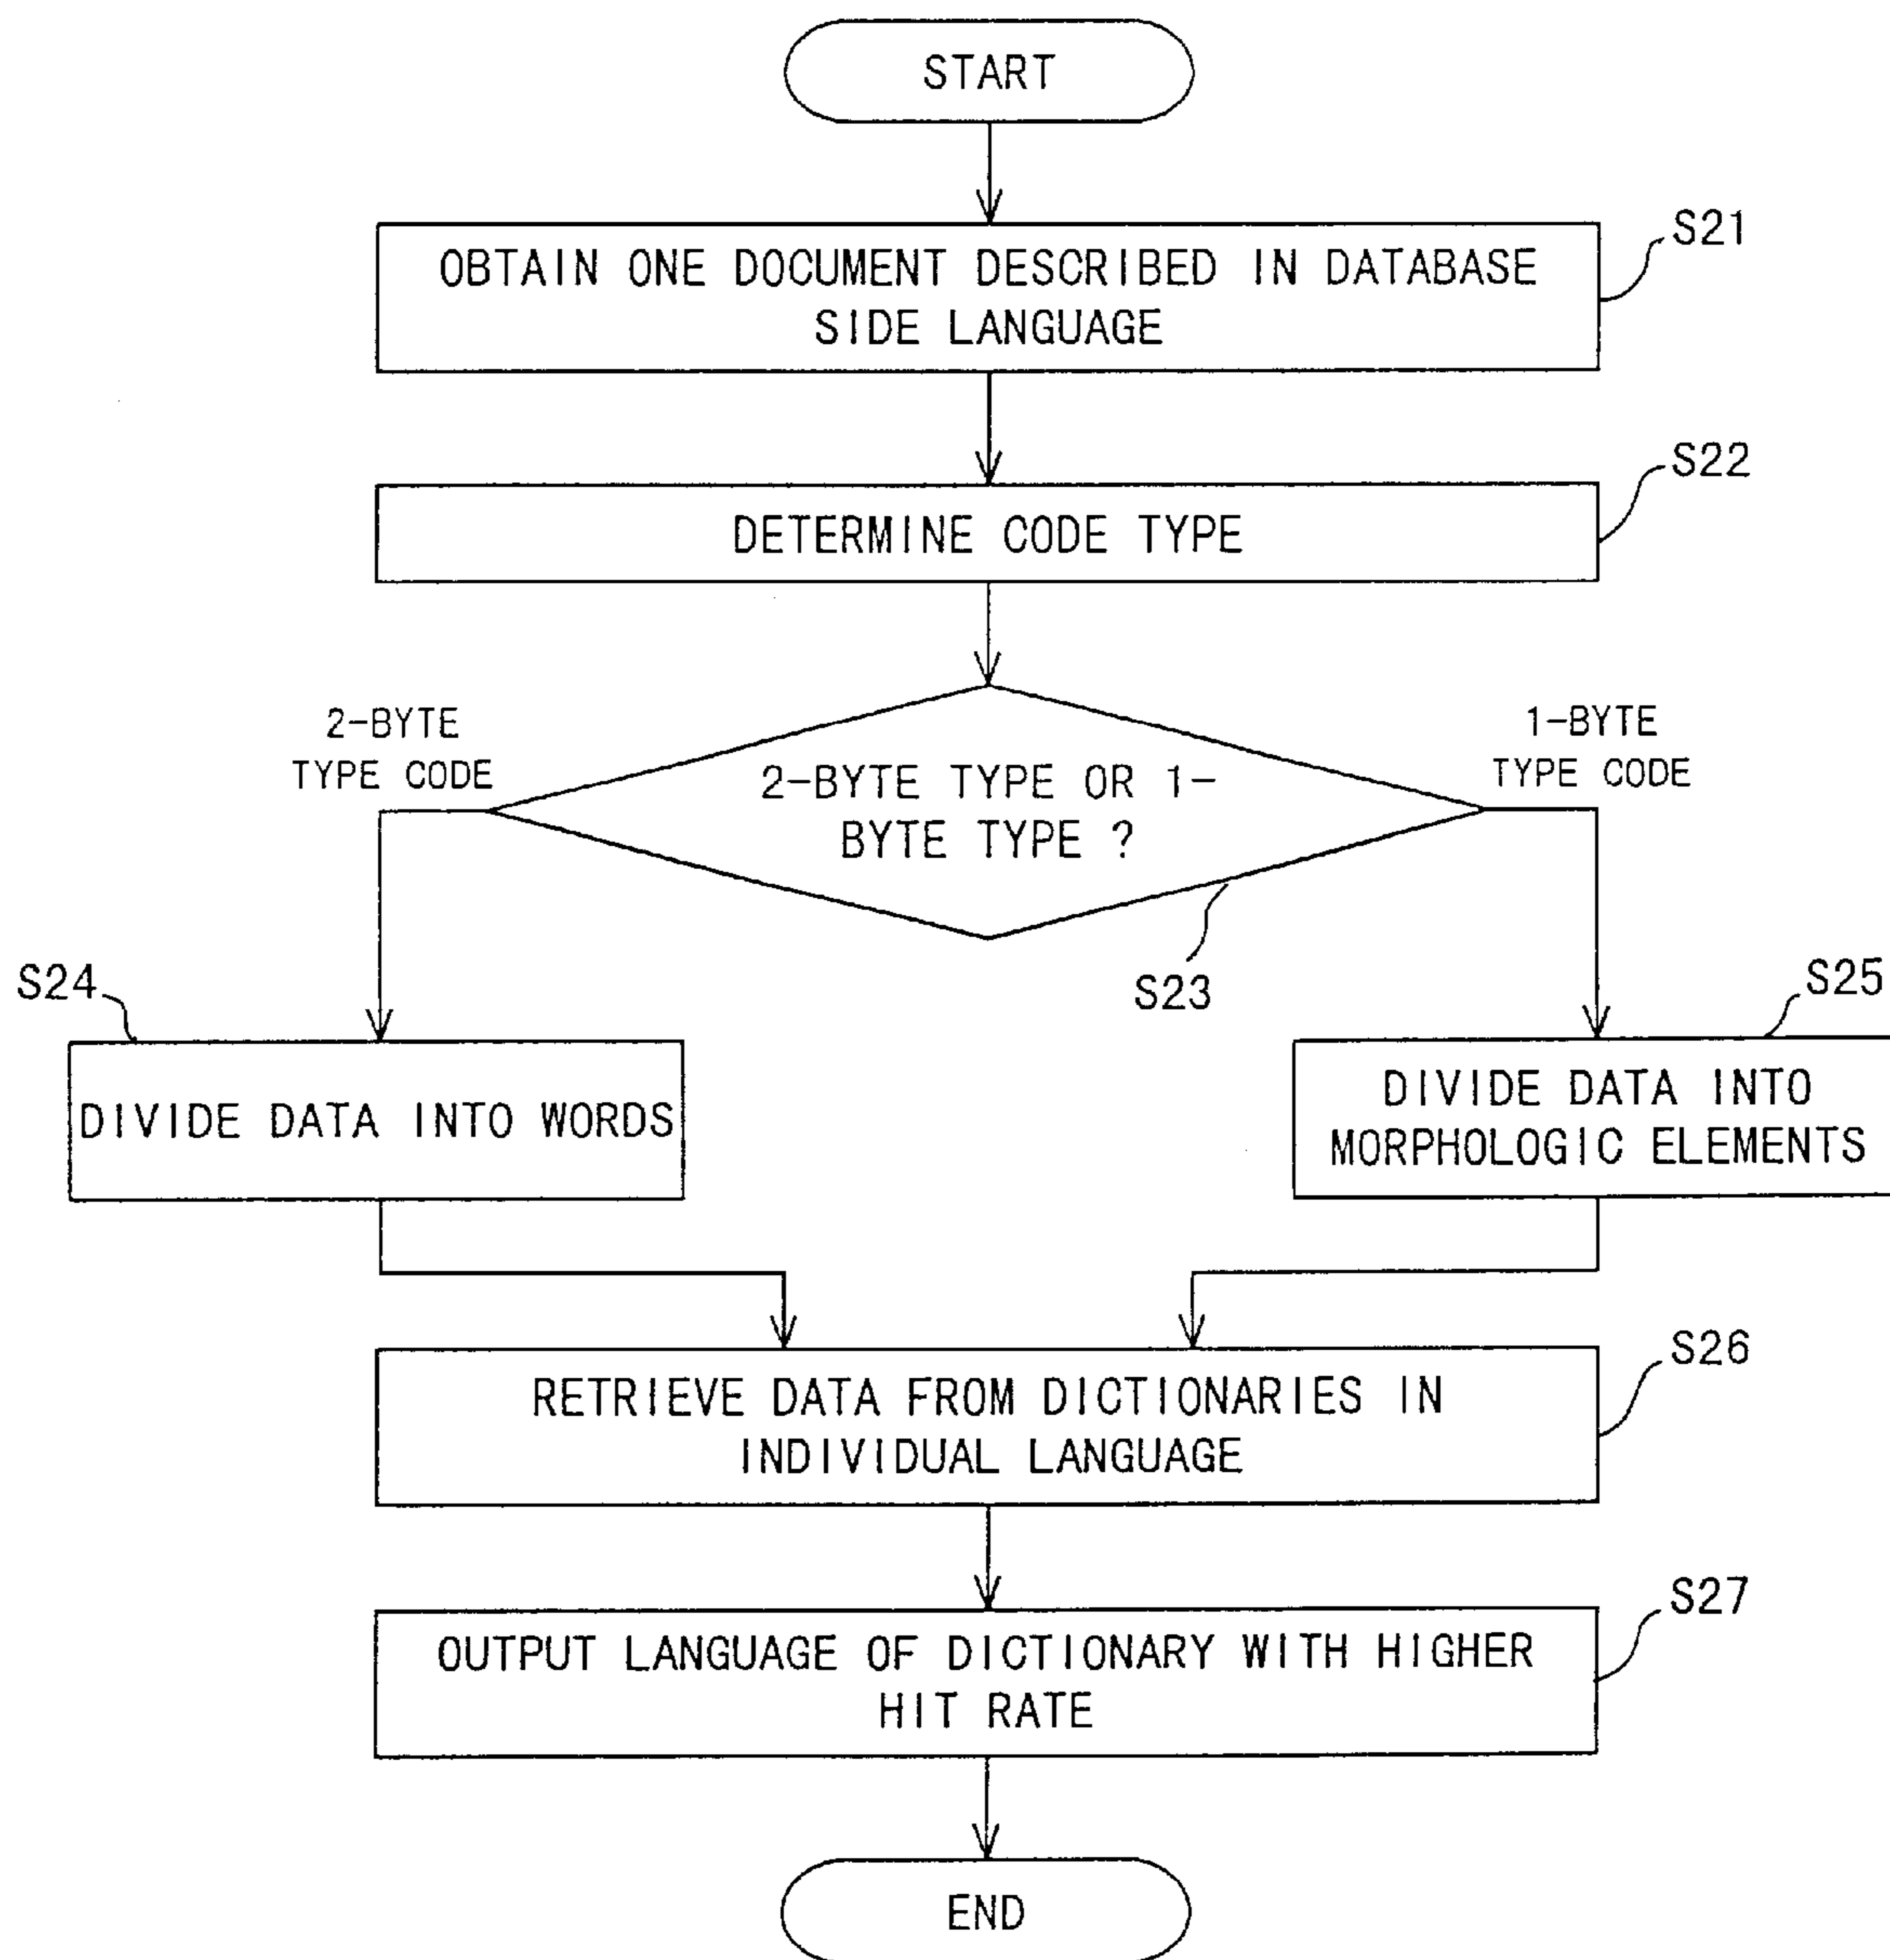 START
OBTAIN ONE DOCUMENT DESCRIBED IN DATABASE
SIDE LANGUAGE
S21
DETERMINE CODE TYPE
S22
2-BYTE
TYPE CODE
2-BYTE TYPE OR 1-
BYTE TYPE ?
1-BYTE
TYPE CODE
S23
S24
DIVIDE DATA INTO WORDS
S25
DIVIDE DATA INTO
MORPHOLOGIC ELEMENTS
RETRIEVE DATA FROM DICTIONARIES IN
INDIVIDUAL LANGUAGE
S26
OUTPUT LANGUAGE OF DICTIONARY WITH HIGHER
HIT RATE
S27
END